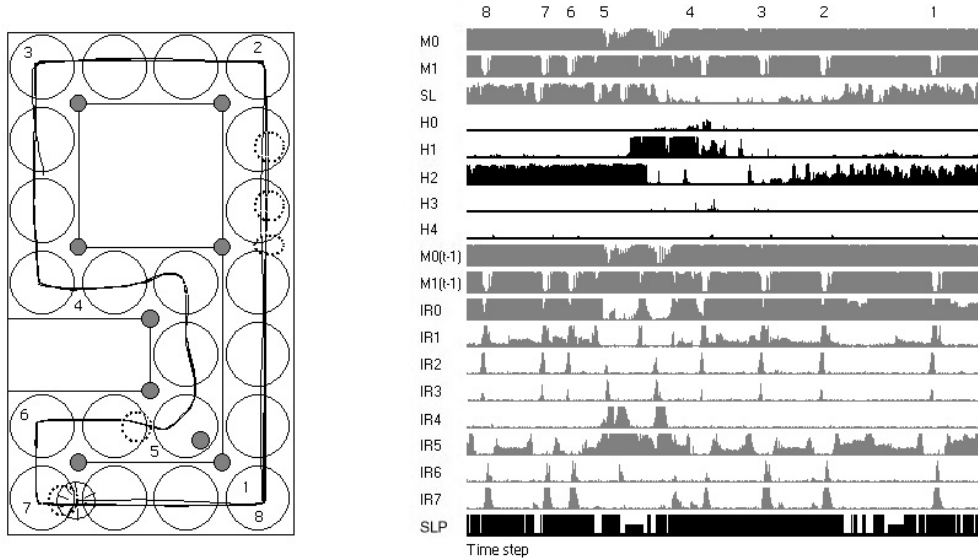 3
2
4
6
5
7
1
8
8 7 6 5 4 3 2 1
M0
M1
SL
H0
H1
H2
H3
H4
M0(t-1)
M1(t-1)
IR0
IR1
IR2
IR3
IR4
IR5
IR6
IR7
SLP
Time step